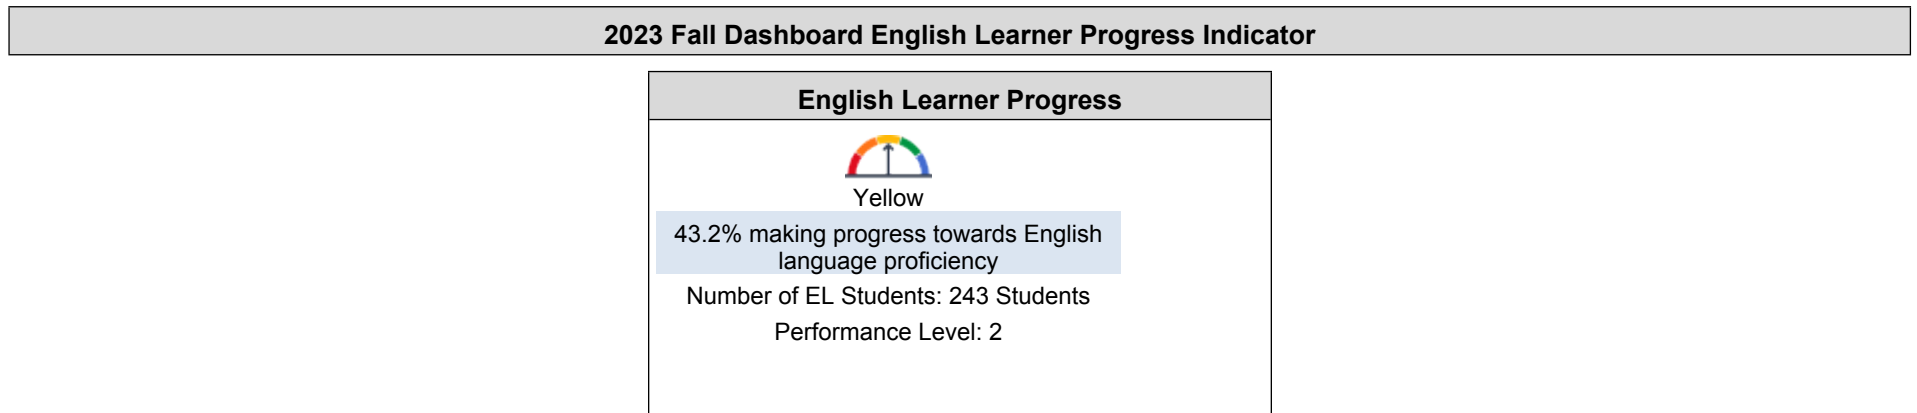 2023 Fall Dashboard English Learner Progress Indicator
English Learner Progress
Yellow
43.2% making progress towards English
language proficiency
Number of EL Students: 243 Students
Performance Level: 2